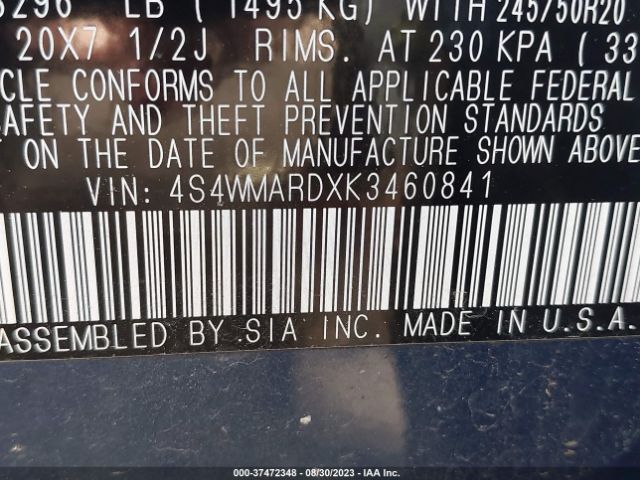 3296 LB ( 1495 KG) WITH 245/50R20
20X7 1/2J RIMS. AT 230 KPA ( 33
CLE CONFORMS TO ALL APPLICABLE FEDERAL
SAFETY AND THEFT PREVENTION STANDARDS
ON THE DATE OF MANUFACTURE SHOWN ABOVE
VIN: 4S4WMARDXK3460841
ASSEMBLED BY SIA INC. MADE IN U.S.A.
000-37472348 - 08/30/2023 - IAA